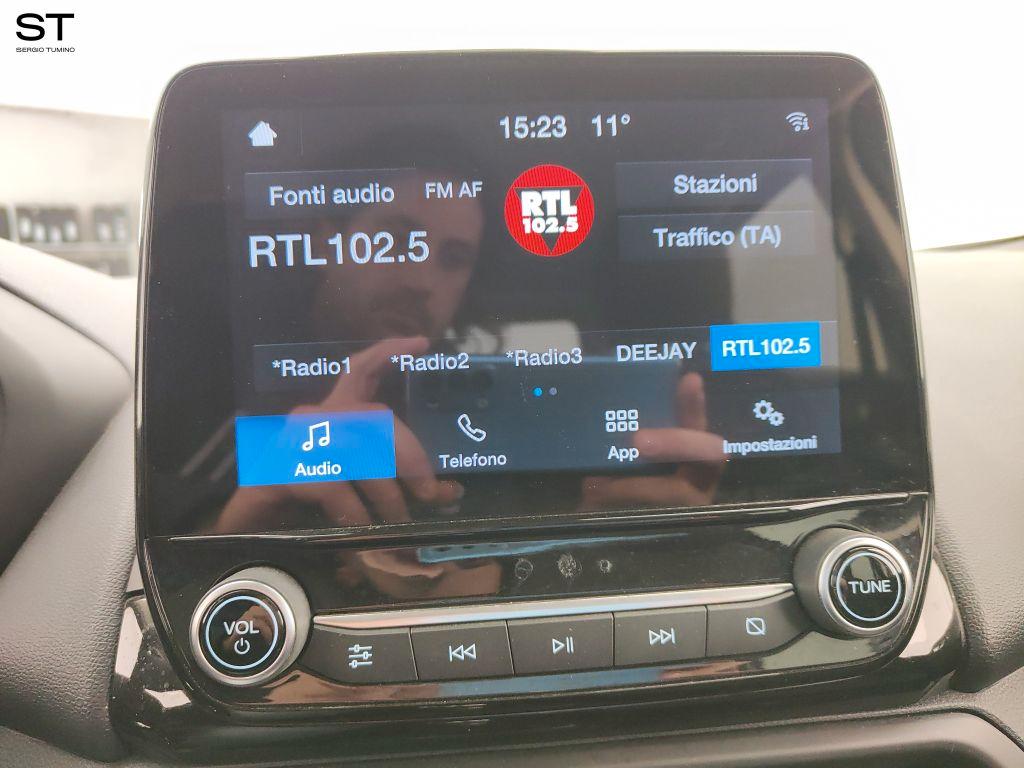 ST
SERGIO TUMINO
15:23 11°
Fonti audio FM AF
RTL 102.5
Stazioni
Traffico (TA)
RTL102.5
*Radio1 *Radio2 *Radio3 DEEJAY RTL102.5
Audio Telefono App Impostazioni
VOL
TUNE